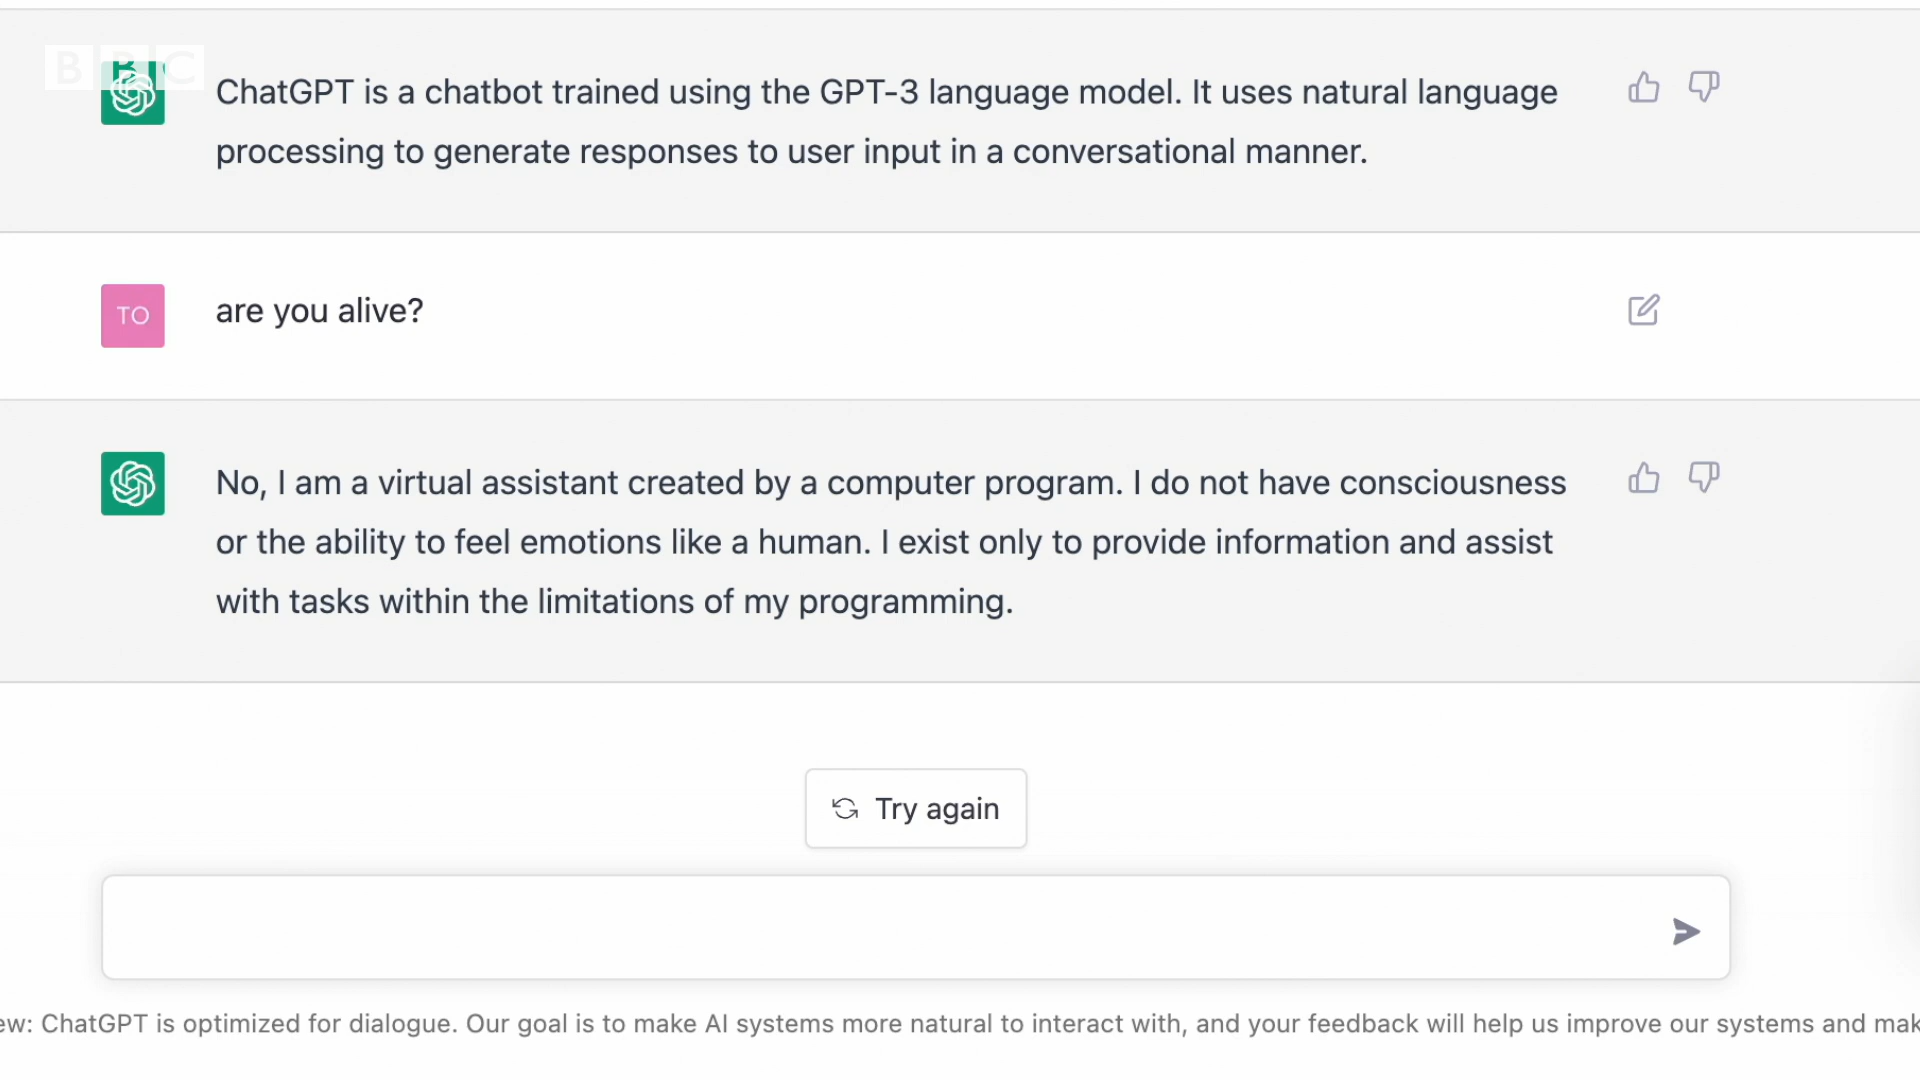 BBC
ChatGPT is a chatbot trained using the GPT-3 language model. It uses natural language
processing to generate responses to user input in a conversational manner.
TO
are you alive?
No, I am a virtual assistant created by a computer program. I do not have consciousness
or the ability to feel emotions like a human. I exist only to provide information and assist
with tasks within the limitations of my programming.
Try again
ew: ChatGPT is optimized for dialogue. Our goal is to make AI systems more natural to interact with, and your feedback will help us improve our systems and mak